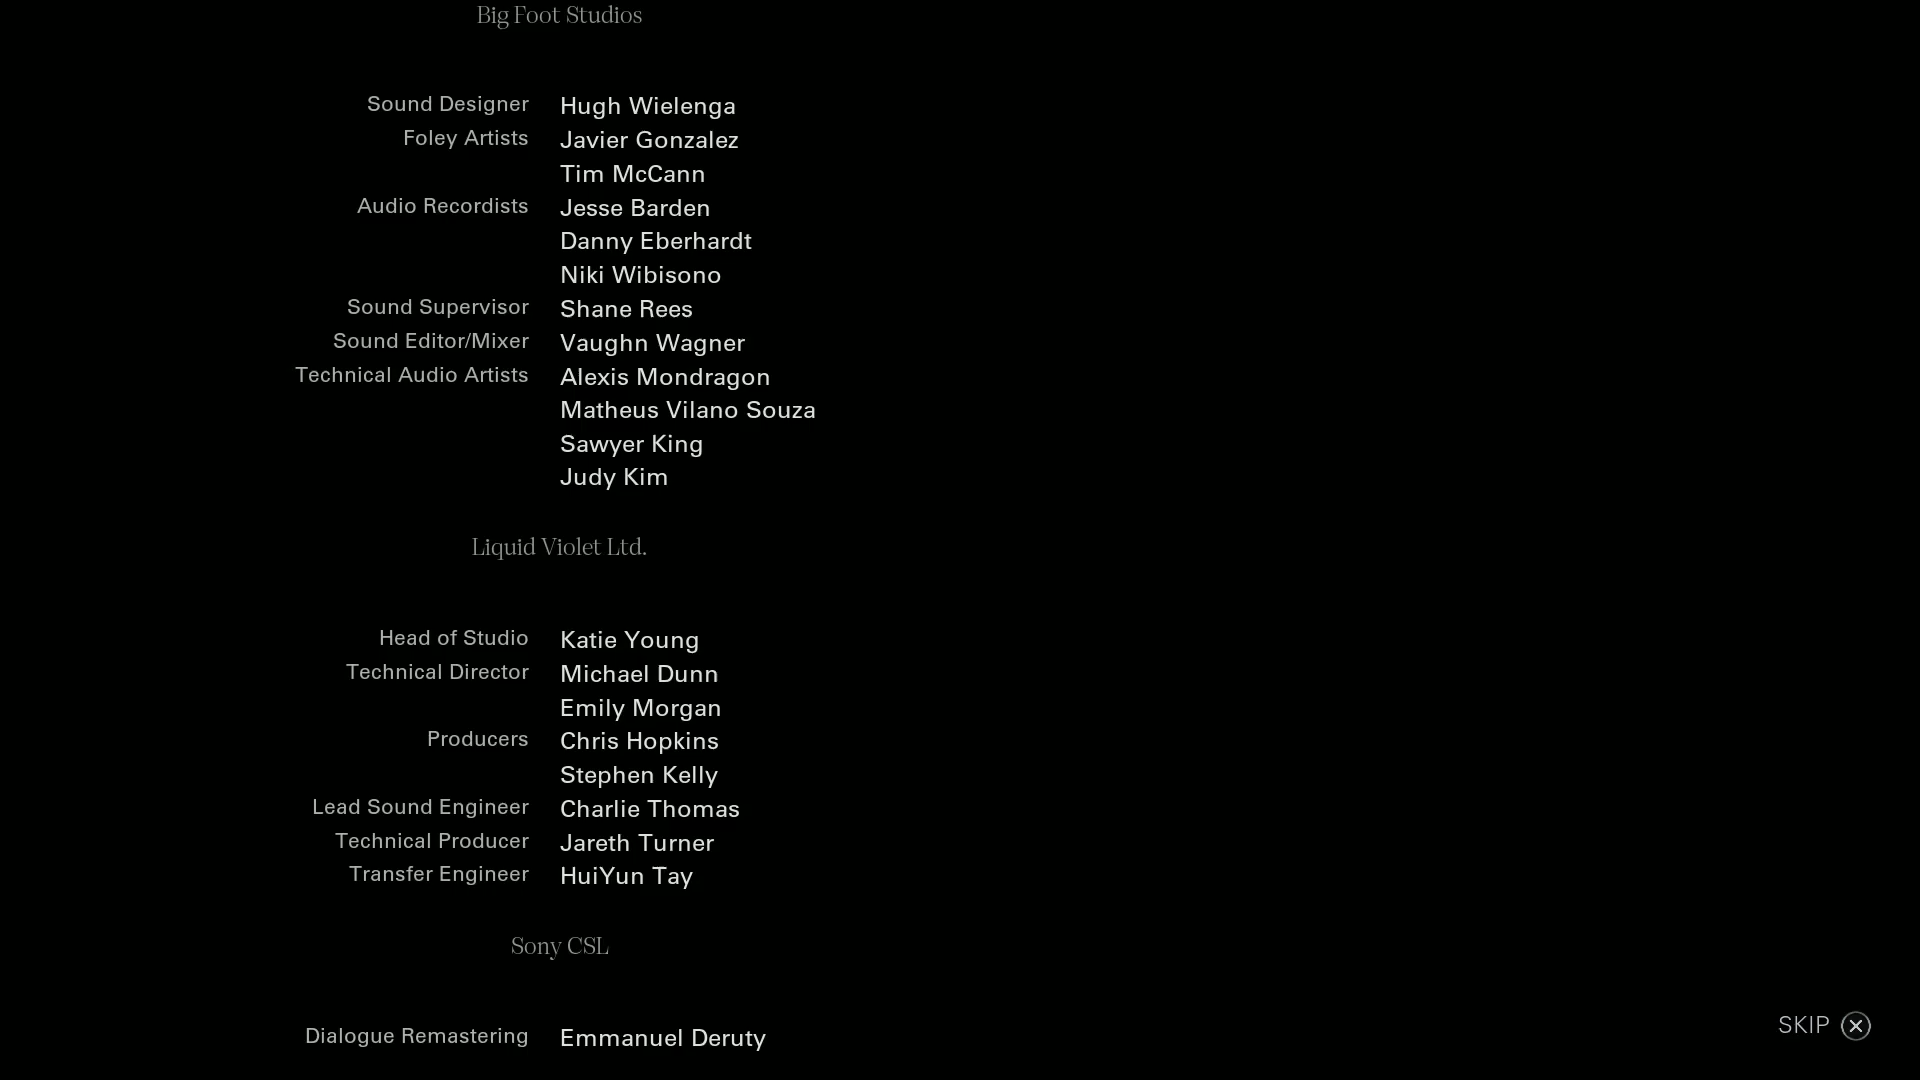 Big Foot Studios
Sound Designer Hugh Wielenga
Foley Artists Javier Gonzalez
Tim McCann
Audio Recordists Jesse Barden
Danny Eberhardt
Niki Wibisono
Sound Supervisor Shane Rees
Sound Editor/Mixer Vaughn Wagner
Technical Audio Artists Alexis Mondragon
Matheus Vilano Souza
Sawyer King
Judy Kim
Liquid Violet Ltd.
Head of Studio Katie Young
Technical Director Michael Dunn
Emily Morgan
Producers Chris Hopkins
Stephen Kelly
Lead Sound Engineer Charlie Thomas
Technical Producer Jareth Turner
Transfer Engineer HuiYun Tay
Sony CSL
Dialogue Remastering Emmanuel Deruty
SKIP